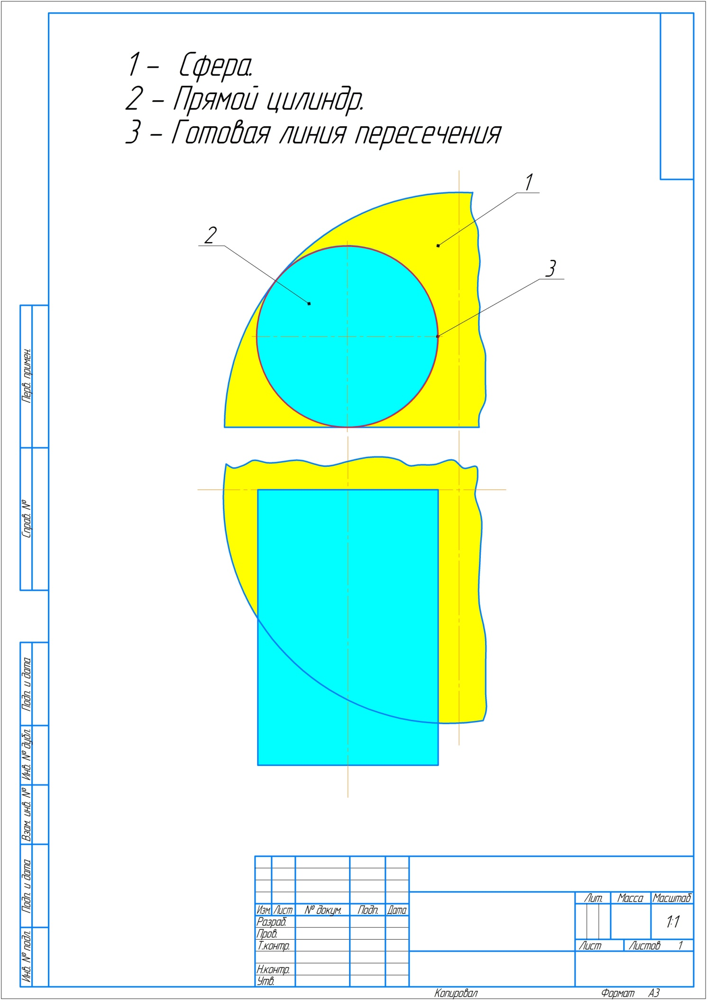 1 – Сфера.
2 – Прямой цилиндр.
3 – Готовая линия пересечения
1
2
3
Перв. примен.
Справ. №
Подп. и дата
Инв. № дубл.
Взам. инв. №
Подп. и дата
Инв. № подл.
Лит. Масса Масштаб
Изм. Лист № докум. Подп. Дата
Разраб.
1:1
Пров.
Т.контр.
Лист Листов 1
Н.контр.
Утв.
Копировал Формат А3